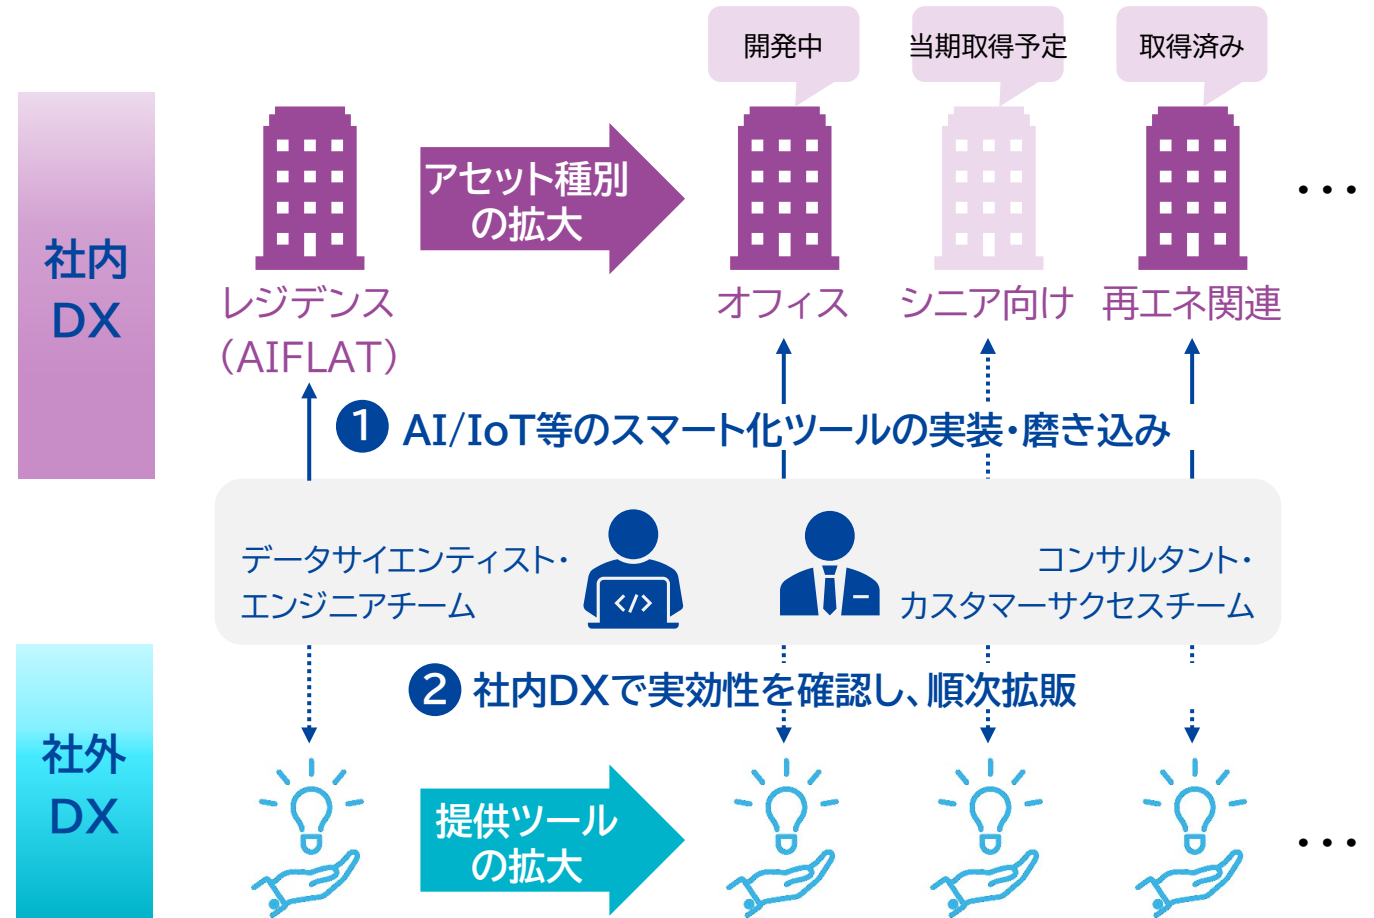 開発中
当期取得予定
取得済み
社内
DX
アセット種別
の拡大
・・・
レジデンス
（AIFLAT）
オフィス
シニア向け
再エネ関連
❶ AI/IoT等のスマート化ツールの実装・磨き込み
データサイエンティスト・
エンジニアチーム
</>
コンサルタント・
カスタマーサクセスチーム
❷ 社内DXで実効性を確認し、順次拡販
社外
DX
提供ツール
の拡大
・・・